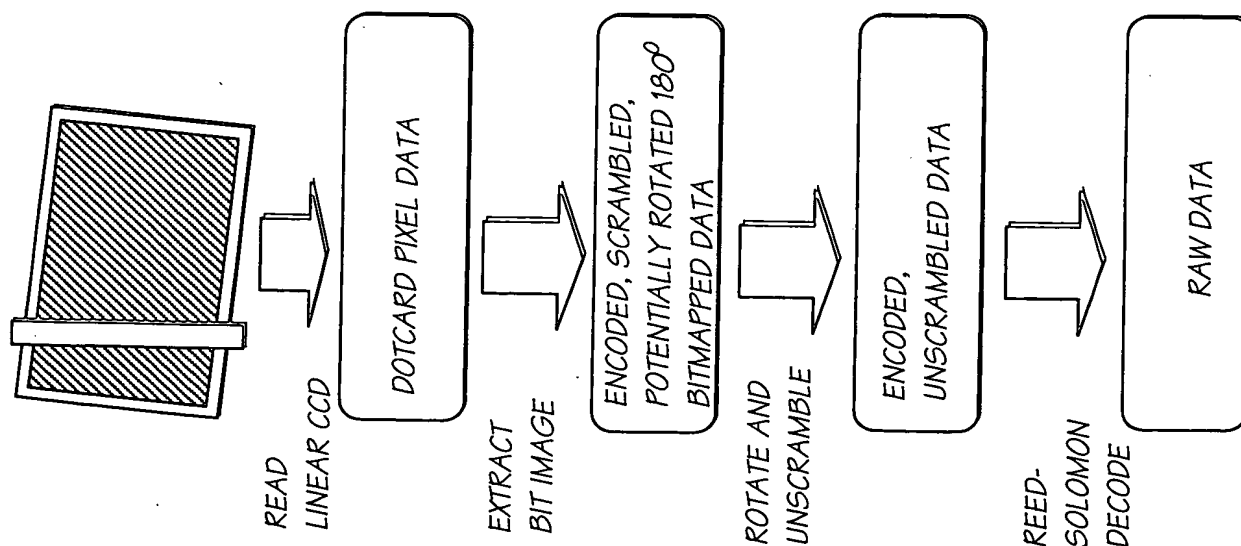 READ
LINEAR CCD
DOTCARD PIXEL DATA
EXTRACT
BIT IMAGE
ENCODED, SCRAMBLED,
POTENTIALLY ROTATED 180°
BITMAPPED DATA
ROTATE AND
UNSCRAMBLE
ENCODED,
UNSCRAMBLED DATA
REED-
SOLOMON
DECODE
RAW DATA